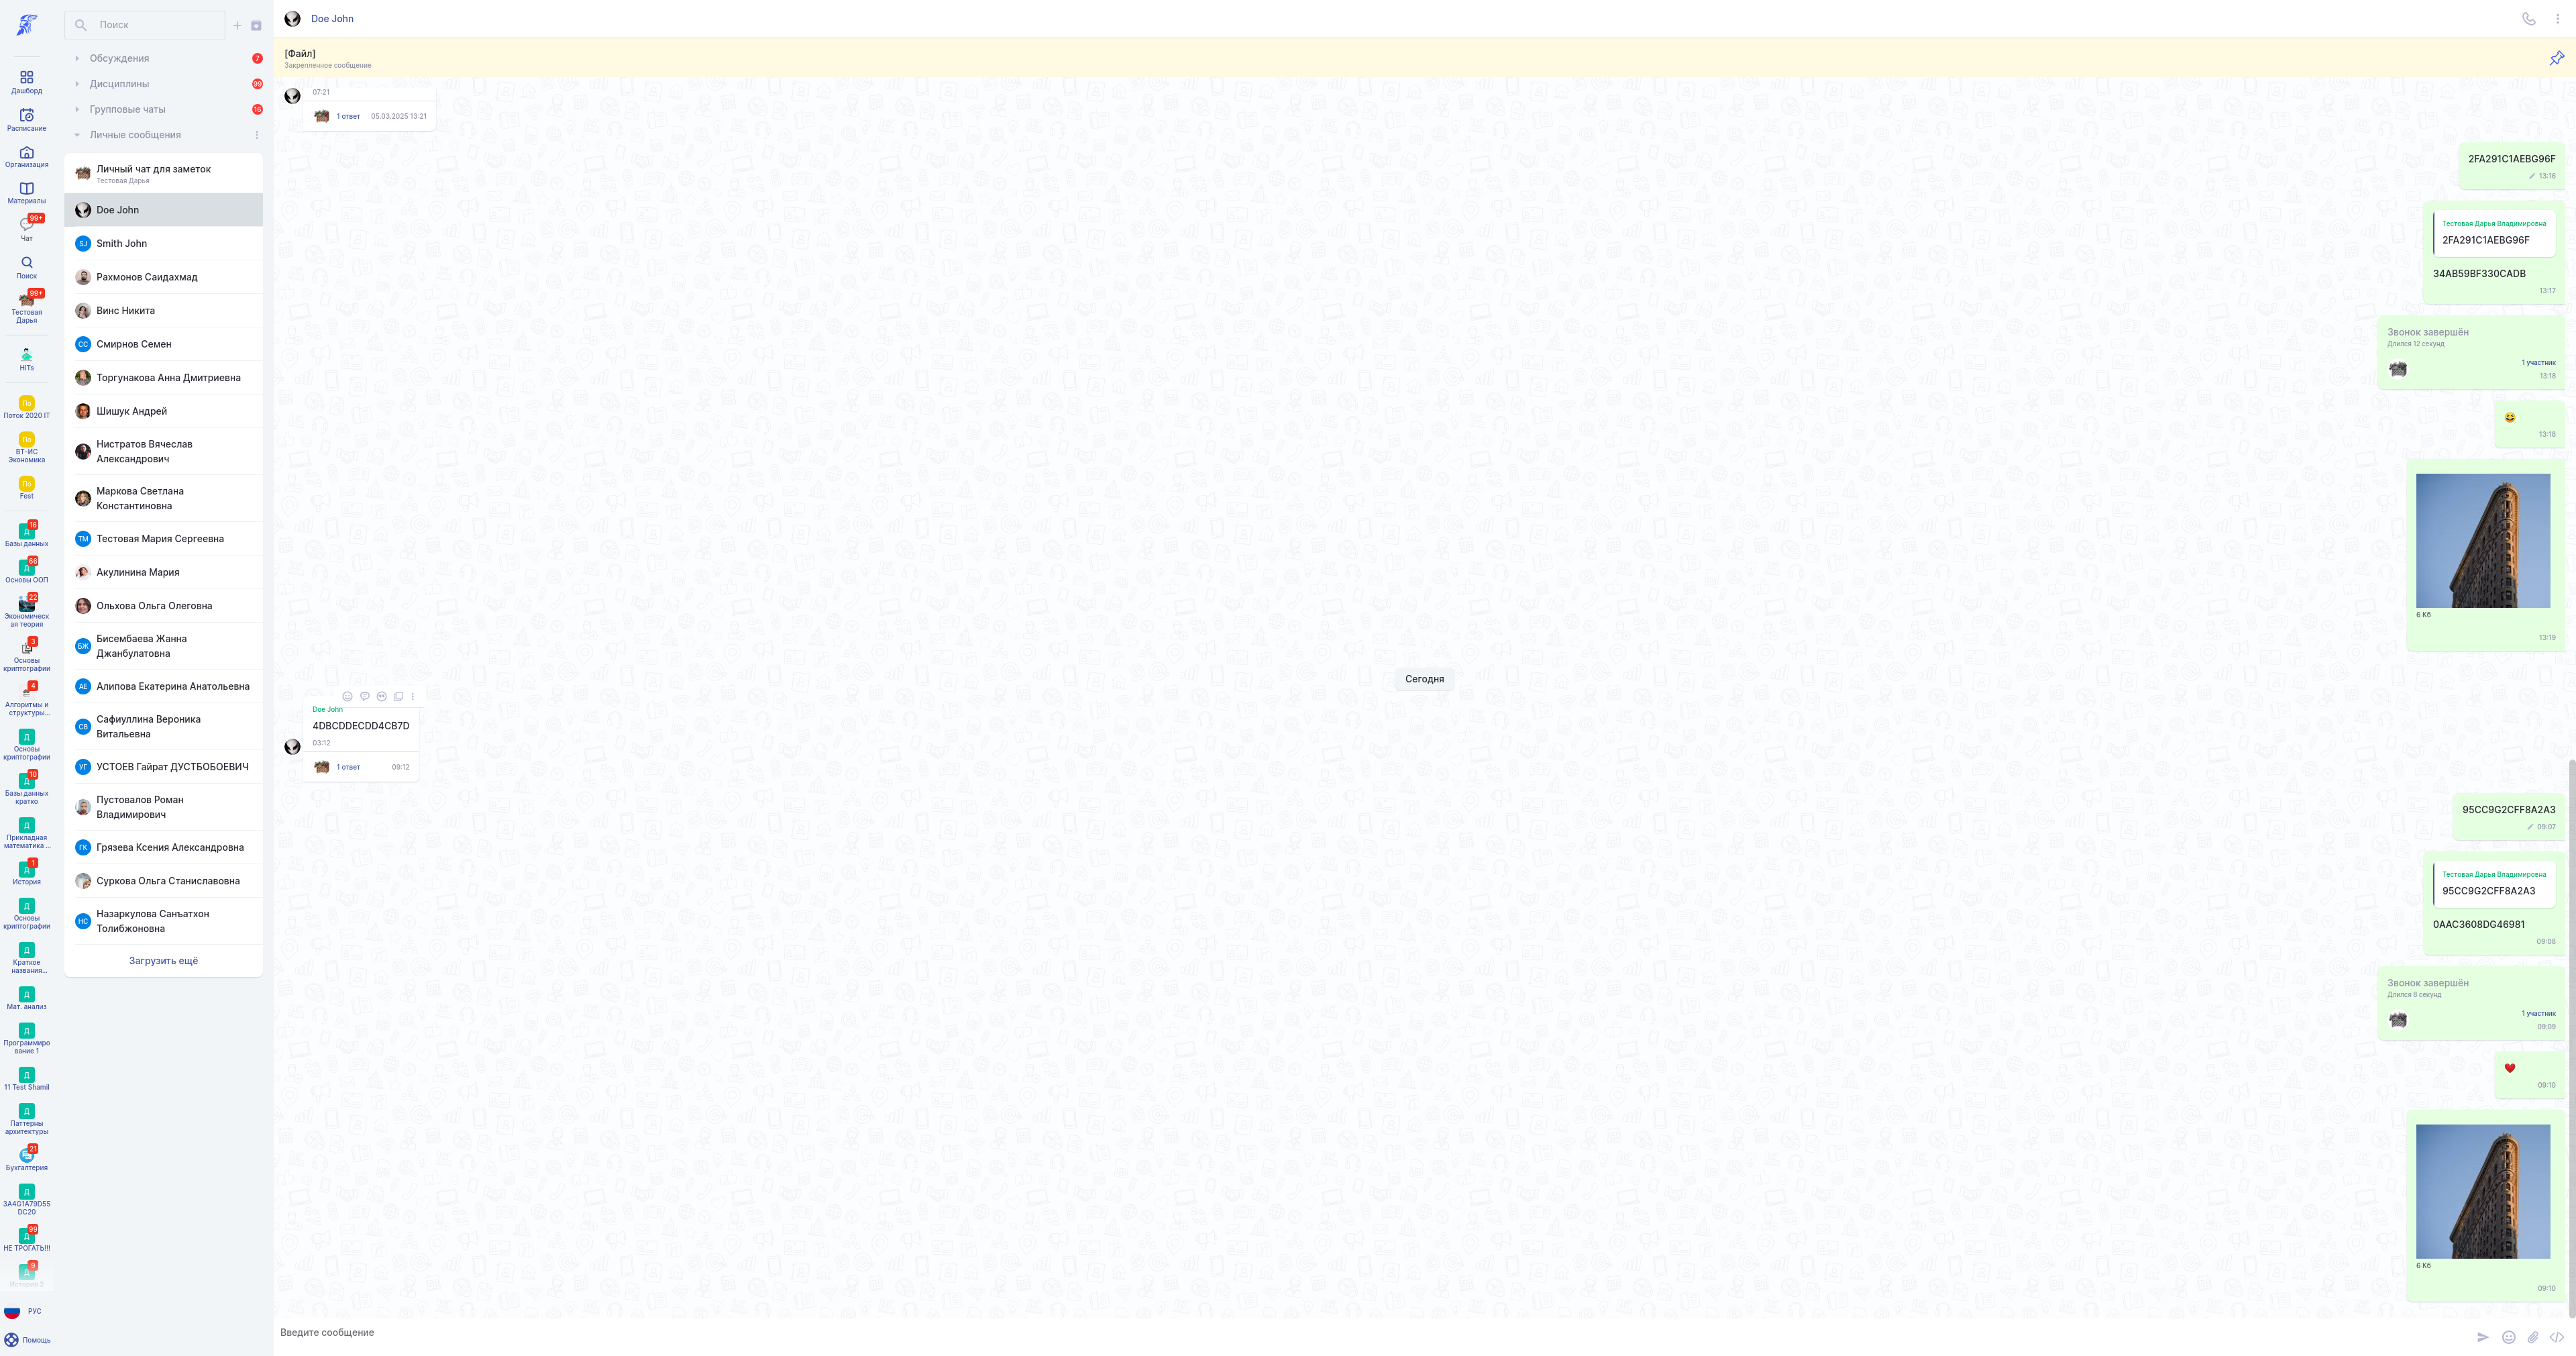 Дашборд
Расписание
Организация
Материалы
99+
Чат
Поиск
99+
Тестовая
Дарья
HITs
По
Поток 2020 IT
По
ВТ-ИС
Экономика
По
Fest
16
Д
Базы данных
66
Д
Основы ООП
22
Экономическ
ая теория
3
Основы
криптографии
4
Алгоритмы и
структуры...
Д
Основы
криптографии
10
Д
Базы данных
кратко
Д
Прикладная
математика ...
1
Д
История
Д
Основы
криптографии
Д
Краткое
названия...
Д
Мат. анализ
Д
Программиро
вание 1
Д
11 Test Shamil
Д
Паттерны
архитектуры
21
Бухгалтерия
Д
3A4G1A79D55
DC20
99
Д
НЕ ТРОГАТЬ!!!
9
Д
История 2
РУС
Помощь
Поиск
Обсуждения
7
Дисциплины
99
Групповые чаты
16
Личные сообщения
Личный чат для заметок
Тестовая Дарья
Doe John
SJ
Smith John
Рахмонов Саидахмад
Винс Никита
СС
Смирнов Семен
Торгунакова Анна Дмитриевна
Шишук Андрей
Нистратов Вячеслав
Александрович
Маркова Светлана
Константиновна
ТМ
Тестовая Мария Сергеевна
Акулинина Мария
Ольхова Ольга Олеговна
БЖ
Бисембаева Жанна
Джанбулатовна
АЕ
Алипова Екатерина Анатольевна
СВ
Сафиуллина Вероника
Витальевна
УГ
УСТОЕВ Гайрат ДУСТБОБОЕВИЧ
Пустовалов Роман
Владимирович
ГК
Грязева Ксения Александровна
Суркова Ольга Станиславовна
НС
Назаркулова Санъатхон
Толибжоновна
Загрузить ещё
Doe John
[Файл]
Закрепленное сообщение
07:21
1 ответ 05.03.2025 13:21
2FA291C1AEBG96F
13:16
Тестовая Дарья Владимировна
2FA291C1AEBG96F
34AB59BF330CADB
13:17
Звонок завершён
Длился 12 секунд
1 участник
13:18
13:18
6 Кб
13:19
Сегодня
Doe John
4DBCDDECDD4CB7D
03:12
1 ответ 09:12
95CC9G2CFF8A2A3
09:07
Тестовая Дарья Владимировна
95CC9G2CFF8A2A3
0AAC3608DG46981
09:08
Звонок завершён
Длился 8 секунд
1 участник
09:09
09:10
6 Кб
09:10
Введите сообщение